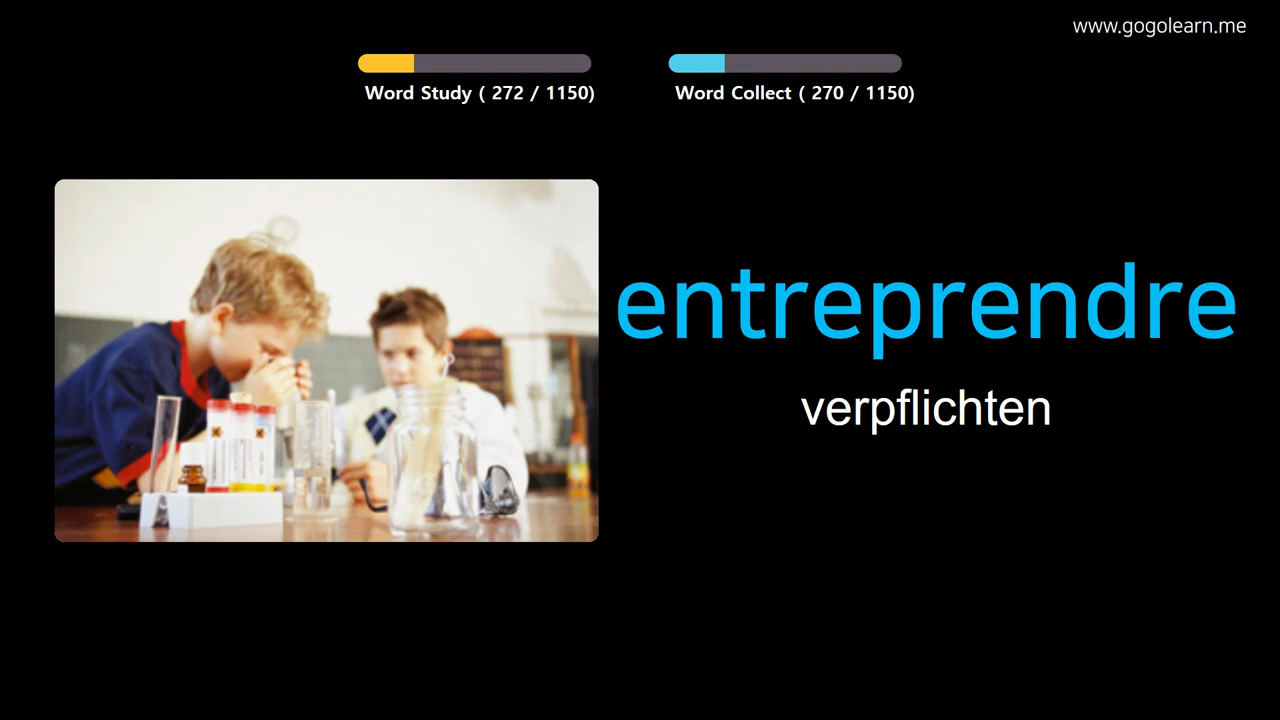 www.gogolearn.me
Word Study ( 272 / 1150)
Word Collect ( 270 / 1150)
entreprendre
verpflichten